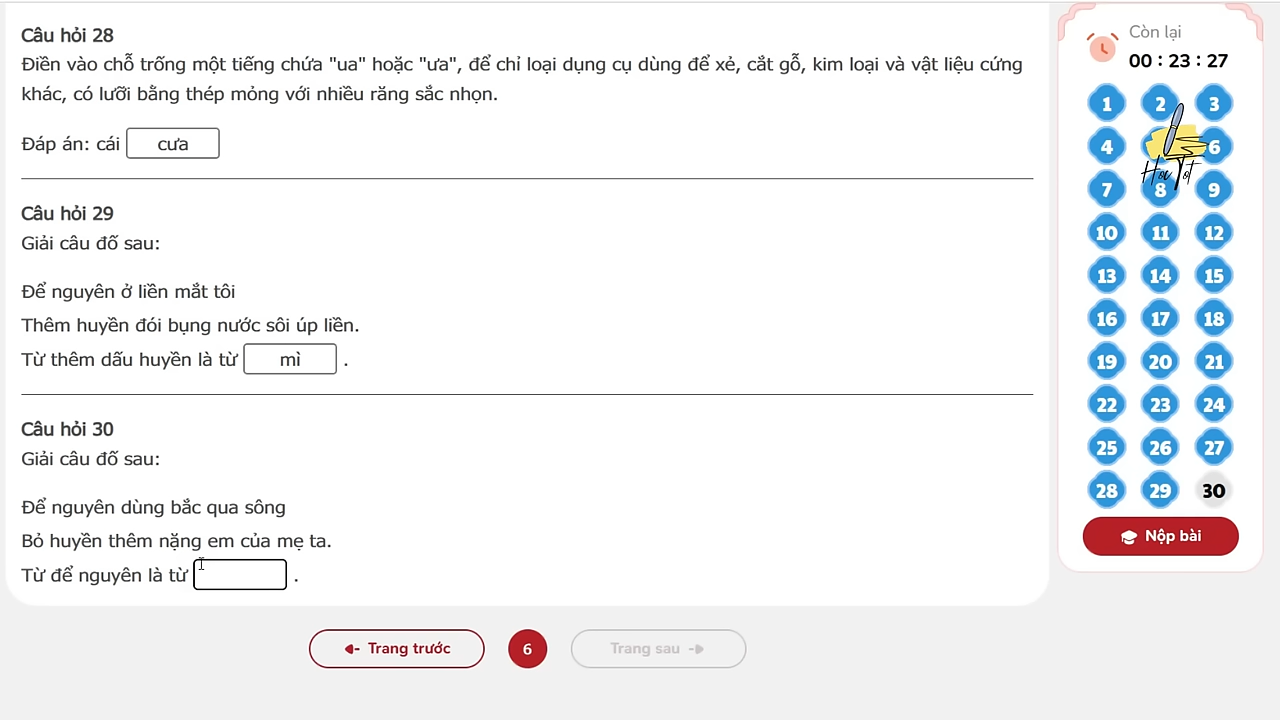 Câu hỏi 28
Điền vào chỗ trống một tiếng chứa "ua" hoặc "ưa", để chỉ loại dụng cụ dùng để xẻ, cắt gỗ, kim loại và vật liệu cứng
khác, có lưỡi bằng thép mỏng với nhiều răng sắc nhọn.
Đáp án: cái cưa
Câu hỏi 29
Giải câu đố sau:
Để nguyên ở liền mắt tôi
Thêm huyền đói bụng nước sôi úp liền.
Từ thêm dấu huyền là từ mì .
Câu hỏi 30
Giải câu đố sau:
Để nguyên dùng bắc qua sông
Bỏ huyền thêm nặng em của mẹ ta.
Từ để nguyên là từ .
Trang trước
6
Trang sau
Còn lại
00 : 23 : 27
1 2 3
4 6
Học Tốt
7 8 9
10 11 12
13 14 15
16 17 18
19 20 21
22 23 24
25 26 27
28 29 30
Nộp bài